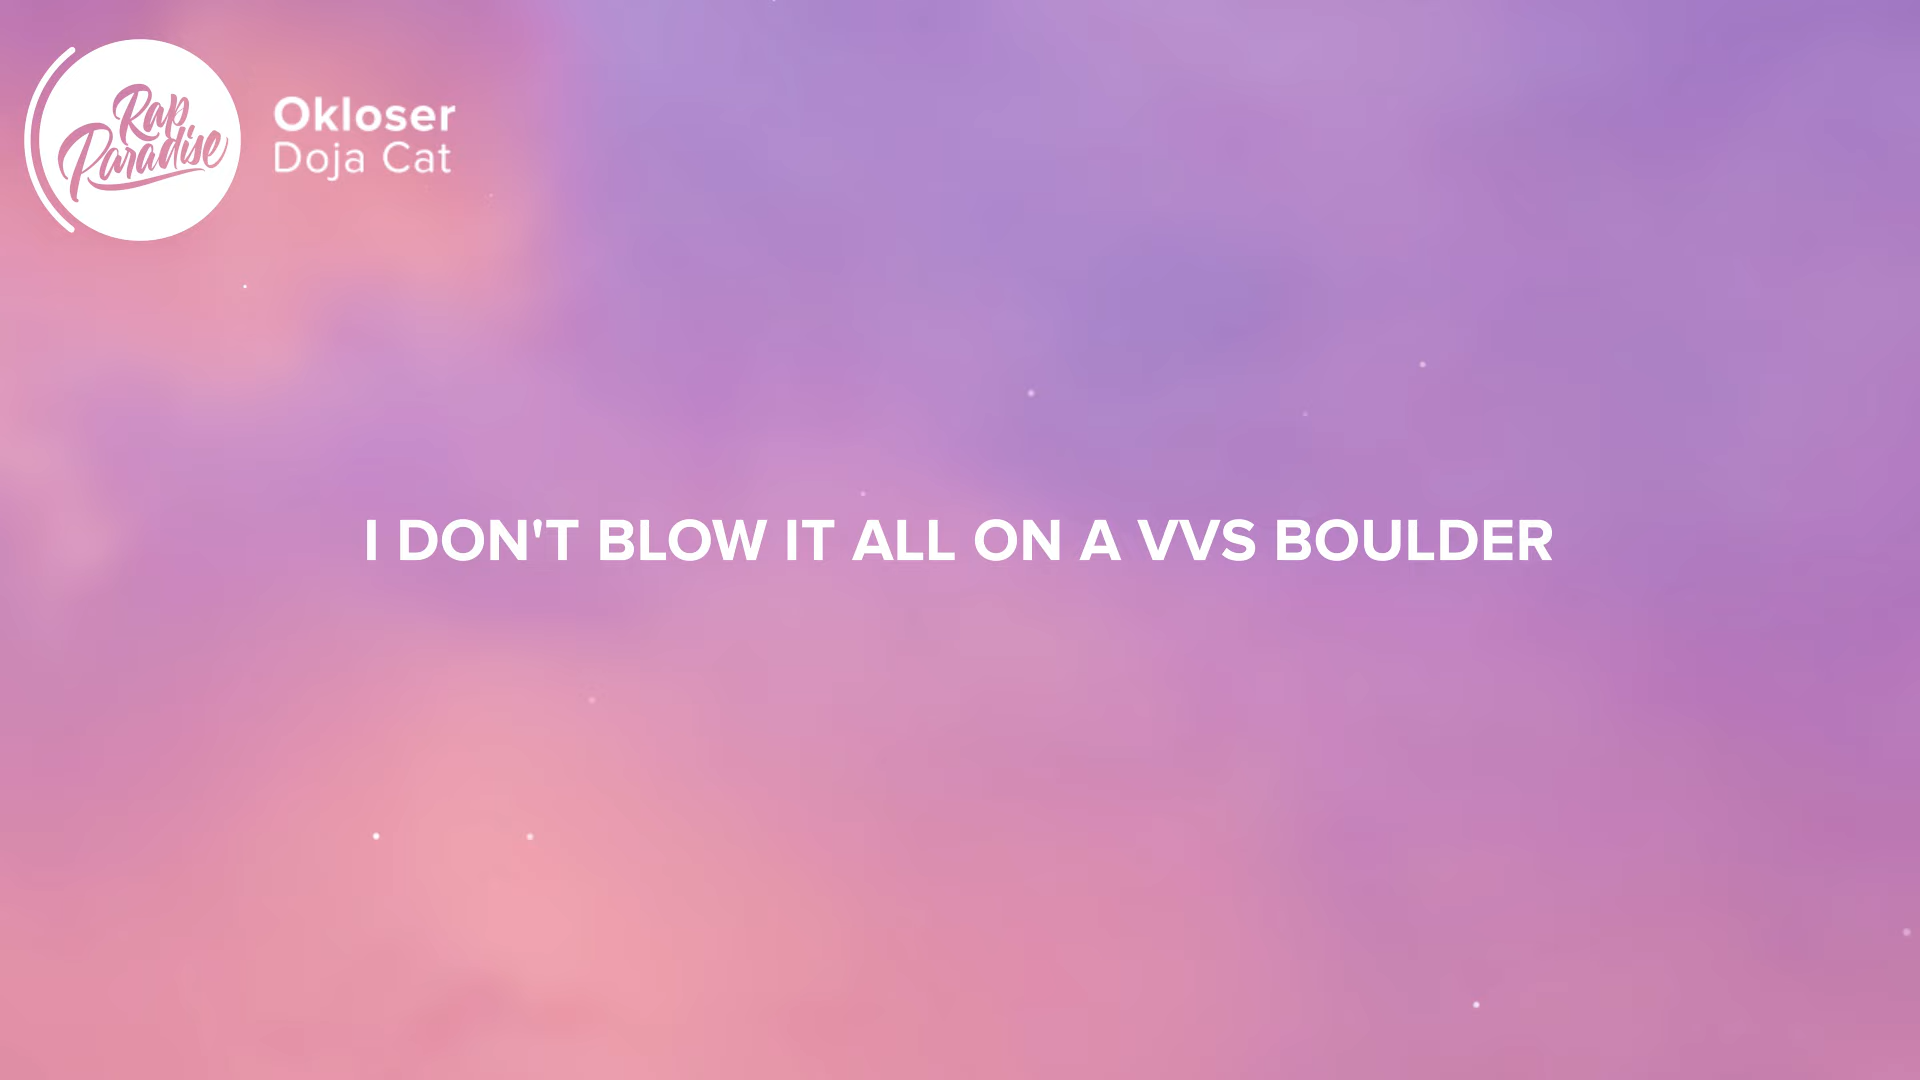 Rap
Paradise
Okloser
Doja Cat
I DON'T BLOW IT ALL ON A VVS BOULDER